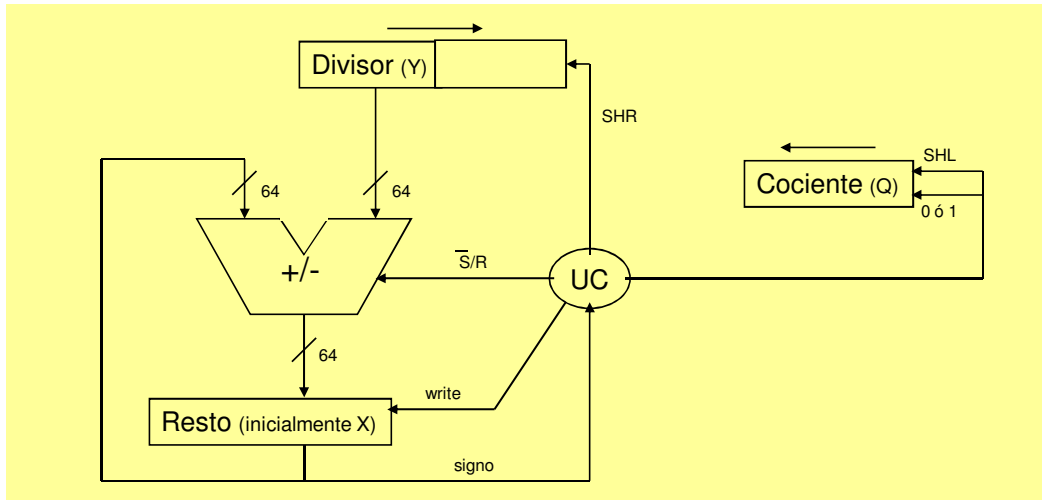 Divisor (Y)
SHR
SHL
Cociente (Q)
0 ó 1
64
64
+/-
S̅/R
UC
64
write
Resto (inicialmente X)
signo